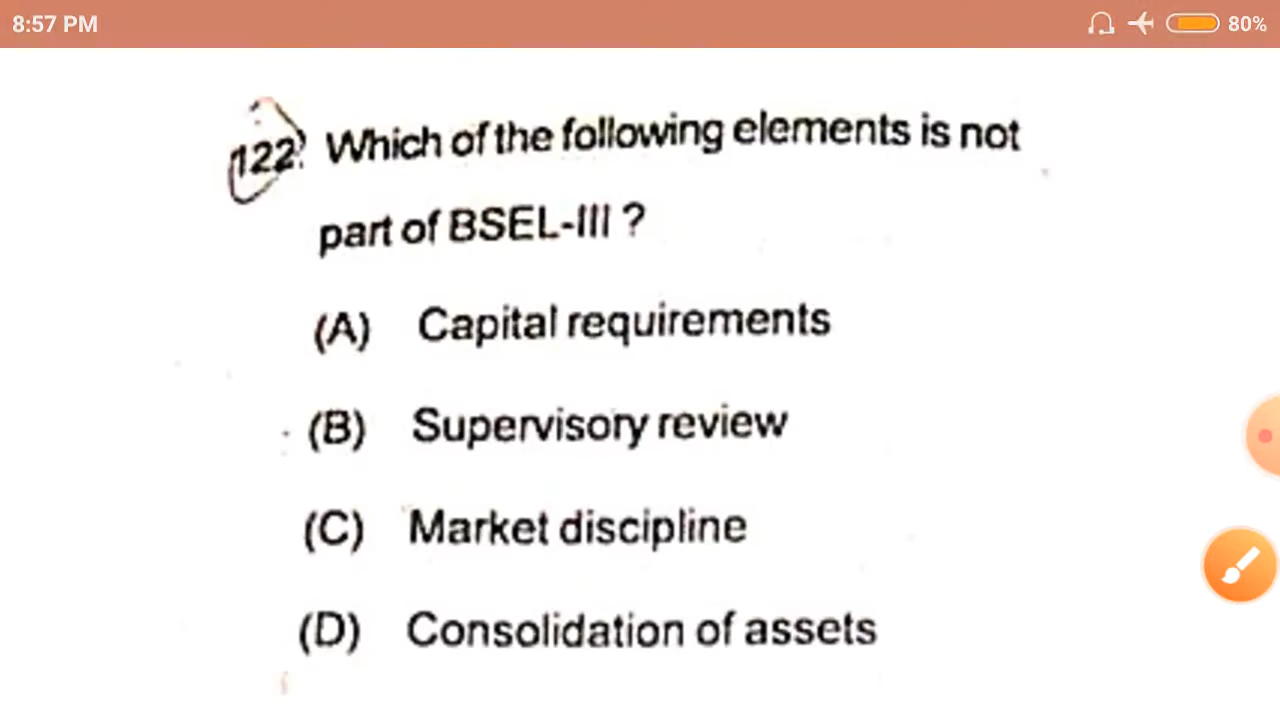 8:57 PM 80%
122. Which of the following elements is not
part of BSEL-III ?
(A) Capital requirements
(B) Supervisory review
(C) Market discipline
(D) Consolidation of assets